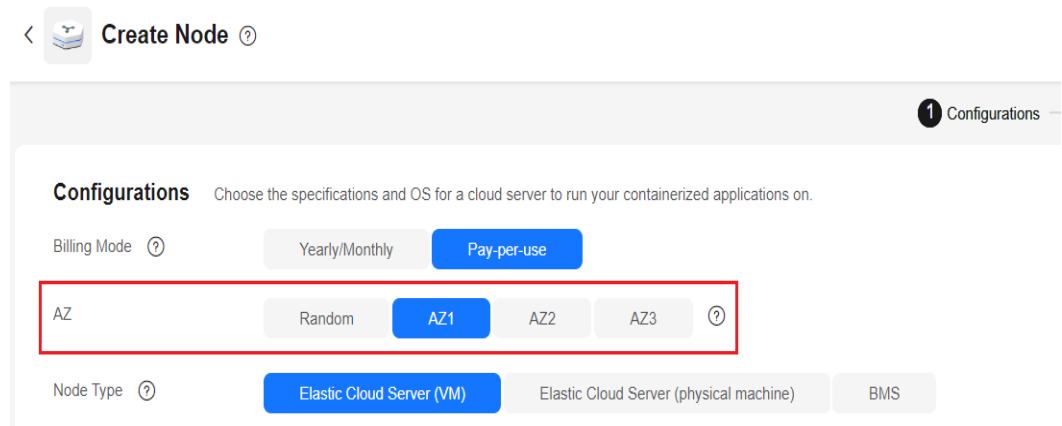 Create Node ?
1 Configurations
Configurations Choose the specifications and OS for a cloud server to run your containerized applications on.
Billing Mode ? Yearly/Monthly Pay-per-use
AZ Random AZ1 AZ2 AZ3 ?
Node Type ? Elastic Cloud Server (VM) Elastic Cloud Server (physical machine) BMS